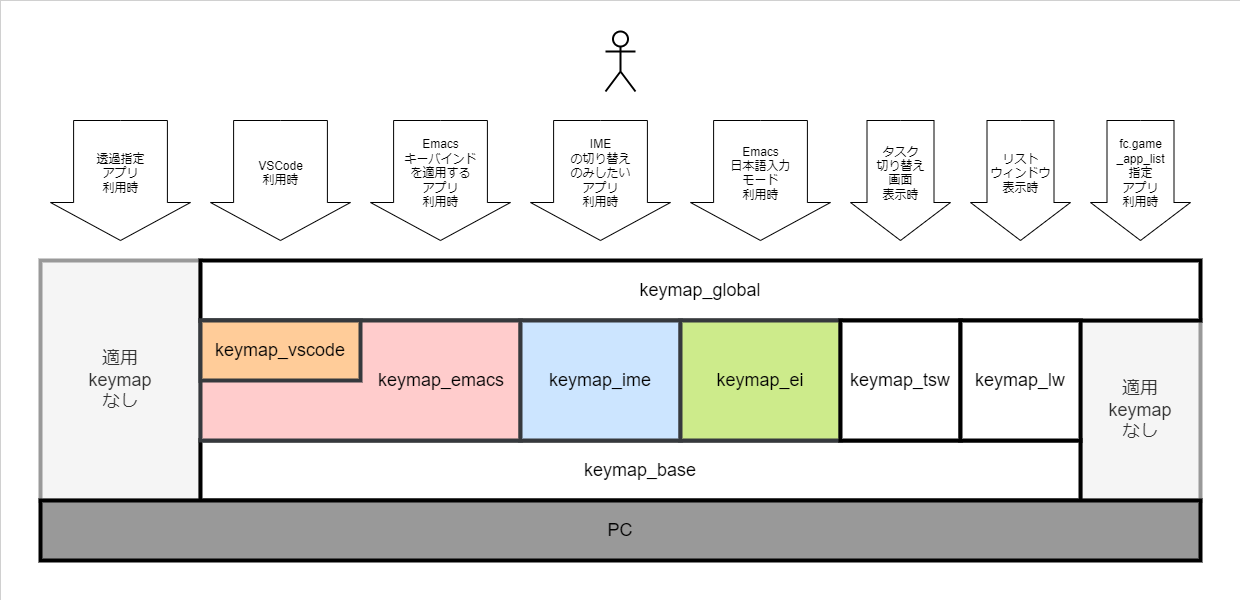 透過指定
アプリ
利用時
VSCode
利用時
Emacs
キーバインド
を適用する
アプリ
利用時
IME
の切り替え
のみしたい
アプリ
利用時
Emacs
日本語入力
モード
利用時
タスク
切り替え
画面
表示時
リスト
ウィンドウ
表示時
fc.game
_app_list
指定
アプリ
利用時
keymap_global
適用
keymap
なし
keymap_vscode
keymap_emacs
keymap_ime
keymap_ei
keymap_tsw
keymap_lw
適用
keymap
なし
keymap_base
PC